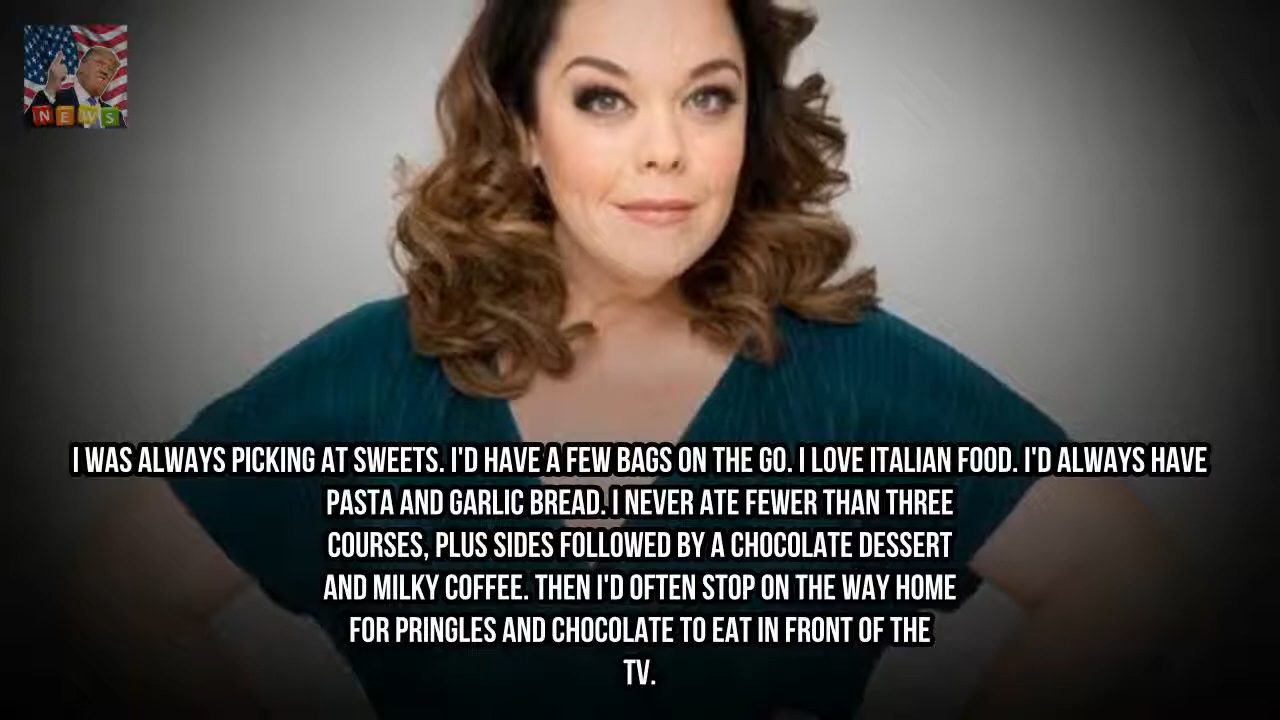 NEWS
I WAS ALWAYS PICKING AT SWEETS. I'D HAVE A FEW BAGS ON THE GO. I LOVE ITALIAN FOOD. I'D ALWAYS HAVE
PASTA AND GARLIC BREAD. I NEVER ATE FEWER THAN THREE
COURSES, PLUS SIDES FOLLOWED BY A CHOCOLATE DESSERT
AND MILKY COFFEE. THEN I'D OFTEN STOP ON THE WAY HOME
FOR PRINGLES AND CHOCOLATE TO EAT IN FRONT OF THE
TV.